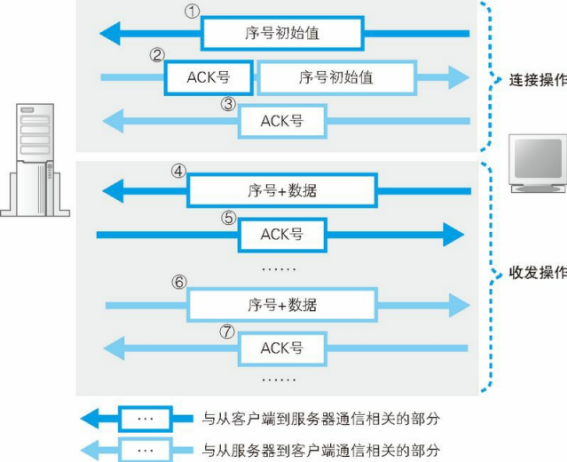 ①
序号初始值
②
ACK号
序号初始值
③
ACK号
连接操作
④
序号+数据
⑤
ACK号
……
⑥
序号+数据
⑦
ACK号
……
收发操作
… 与从客户端到服务器通信相关的部分
… 与从服务器到客户端通信相关的部分